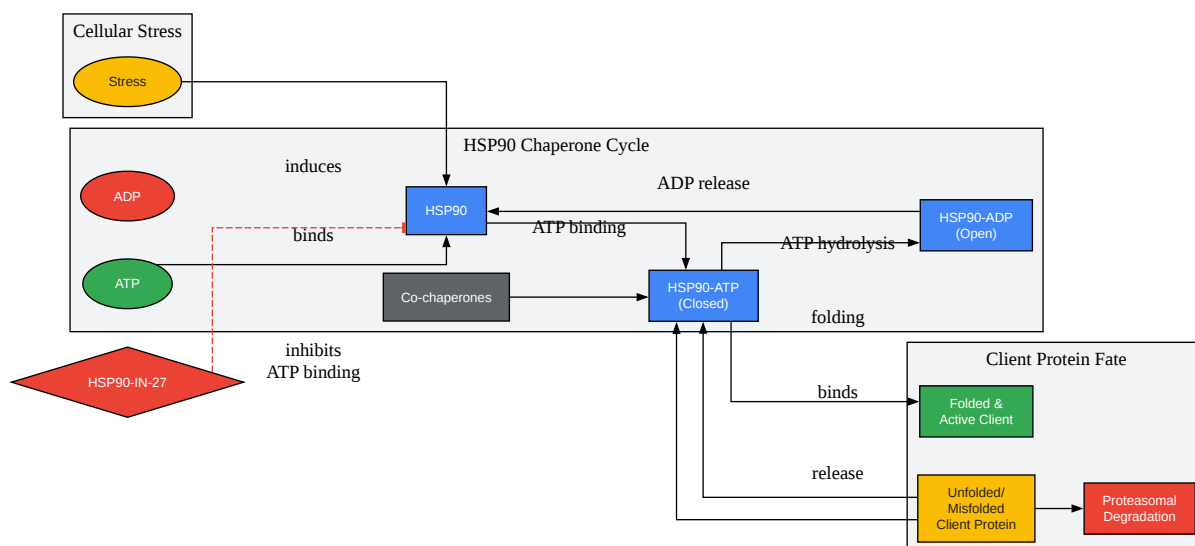 Cellular Stress
Stress
HSP90 Chaperone Cycle
induces
ADP
ADP release
HSP90
HSP90-ADP
(Open)
binds
ATP binding
ATP hydrolysis
ATP
Co-chaperones
HSP90-ATP
(Closed)
folding
inhibits
ATP binding
HSP90-IN-27
Client Protein Fate
binds
Folded &
Active Client
release
Unfolded/
Misfolded
Client Protein
Proteasomal
Degradation